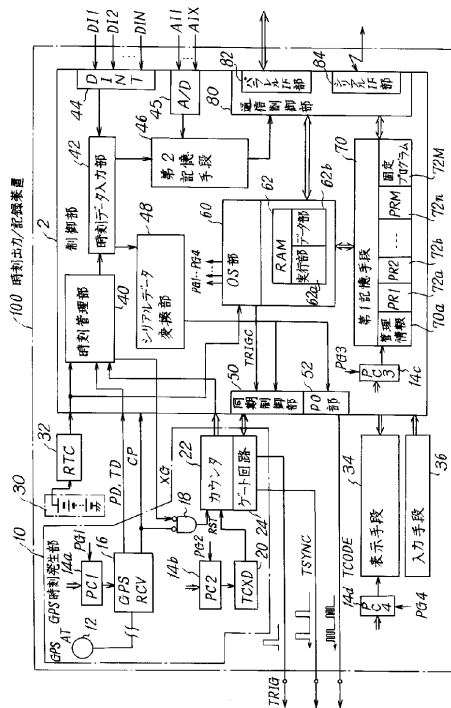 100 時刻出力/記録装置
制御部
2
10
GPS時刻発生部
GPS AT
12
14a
PG1
PC1
16
GPS RCV
PD, TD
CP
XG
30
32
RTC
時刻管理部
40
時刻データ入力部
42
44
DINT
DI1
DI2
DIN
45
A/D
AI1
AIX
46
第2記憶手段
48
シリアルデータ変換部
18
RST
22
カウンタ
ゲート回路
24
14b
PG2
PC2
20
TCXO
50
同期制御部
52
PO部
TRIGC
PG1〜PG4
60
OS部
62
RAM
実行部
データ部
62a
62b
80
通信制御部
82
パラレルIF部
84
シリアルIF部
70
第1記憶手段
70a
管理情報
72a
PR1
72b
PR2
72n
PRM
72M
固定プログラム
PG3
PC3
14c
TRIG
TSYNC
TCODE
34
表示手段
14d
PC4
PG4
36
入力手段